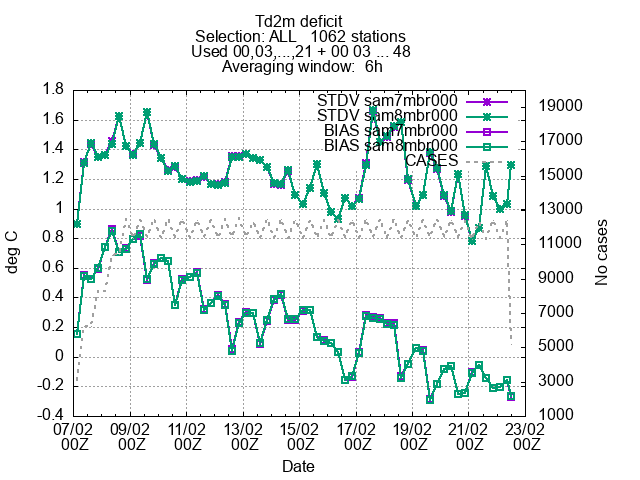 Td2m deficit
Selection: ALL   1062 stations
Used 00,03,...,21 + 00 03 ... 48
Averaging window:  6h
STDV sam7mbr000
STDV sam8mbr000
BIAS sam7mbr000
BIAS sam8mbr000
CASES
1.8
1.6
1.4
1.2
1
0.8
0.6
0.4
0.2
0
-0.2
-0.4
deg C
19000
17000
15000
13000
11000
9000
7000
5000
3000
1000
No cases
07/02 09/02 11/02 13/02 15/02 17/02 19/02 21/02 23/02
00Z 00Z 00Z 00Z 00Z 00Z 00Z 00Z 00Z
Date